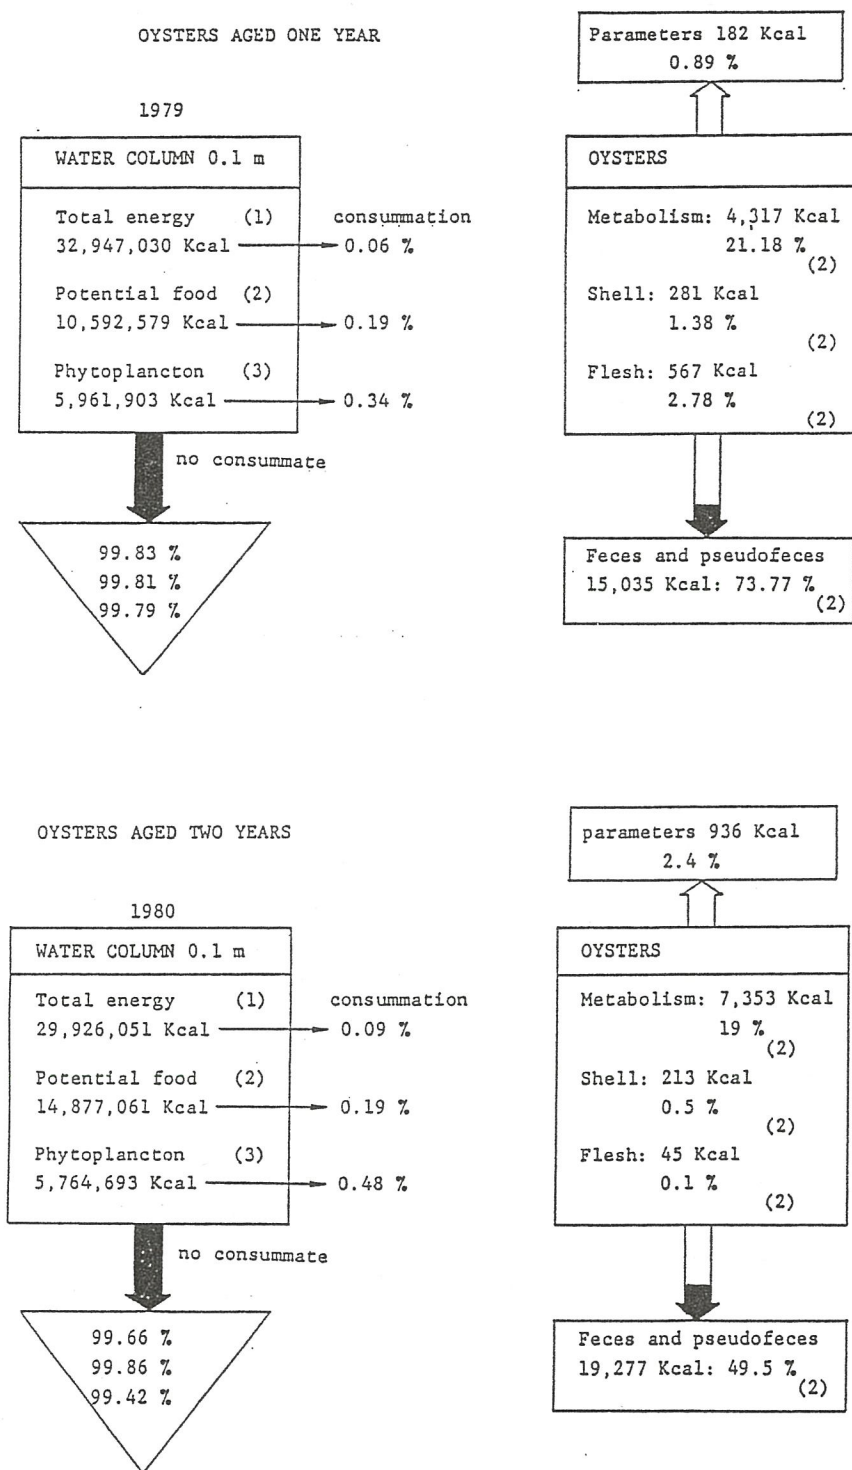 OYSTERS AGED ONE YEAR
1979
WATER COLUMN 0.1 m
Total energy (1) consummation
32,947,030 Kcal 0.06 %
Potential food (2)
10,592,579 Kcal 0.19 %
Phytoplancton (3)
5,961,903 Kcal 0.34 %
no consummate
99.83 %
99.81 %
99.79 %
Parameters 182 Kcal
0.89 %
OYSTERS
Metabolism: 4,317 Kcal
21.18 %
(2)
Shell: 281 Kcal
1.38 %
(2)
Flesh: 567 Kcal
2.78 %
(2)
Feces and pseudofeces
15,035 Kcal: 73.77 %
(2)
OYSTERS AGED TWO YEARS
1980
WATER COLUMN 0.1 m
Total energy (1) consummation
29,926,051 Kcal 0.09 %
Potential food (2)
14,877,061 Kcal 0.19 %
Phytoplancton (3)
5,764,693 Kcal 0.48 %
no consummate
99.66 %
99.86 %
99.42 %
parameters 936 Kcal
2.4 %
OYSTERS
Metabolism: 7,353 Kcal
19 %
(2)
Shell: 213 Kcal
0.5 %
(2)
Flesh: 45 Kcal
0.1 %
(2)
Feces and pseudofeces
19,277 Kcal: 49.5 %
(2)